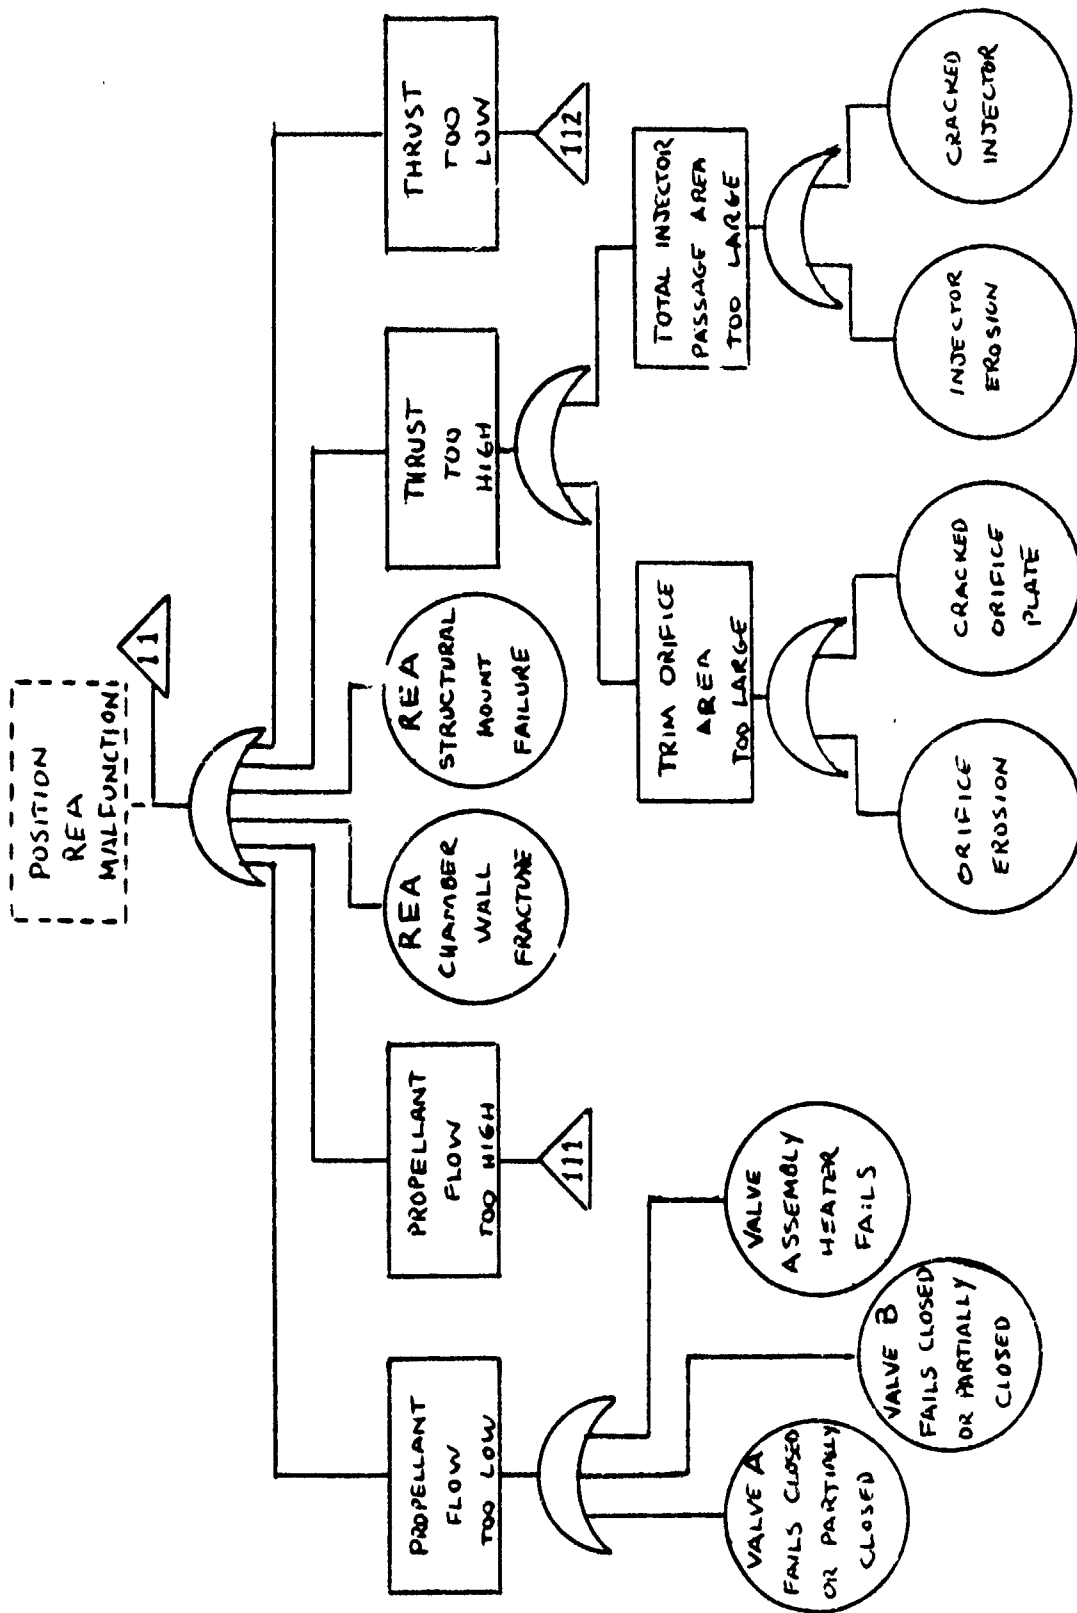 POSITION
REA
MALFUNCTION
11
PROPELLANT
FLOW
TOO LOW
PROPELLANT
FLOW
TOO HIGH
111
REA
CHAMBER
WALL
FRACTURE
REA
STRUCTURAL
MOUNT
FAILURE
THRUST
TOO
HIGH
THRUST
TOO
LOW
112
VALVE A
FAILS CLOSED
OR PARTIALLY
CLOSED
VALVE B
FAILS CLOSED
OR PARTIALLY
CLOSED
VALVE
ASSEMBLY
HEATER
FAILS
TRIM ORIFICE
AREA
TOO LARGE
TOTAL INJECTOR
PASSAGE AREA
TOO LARGE
ORIFICE
EROSION
CRACKED
ORIFICE
PLATE
INJECTOR
EROSION
CRACKED
INJECTOR